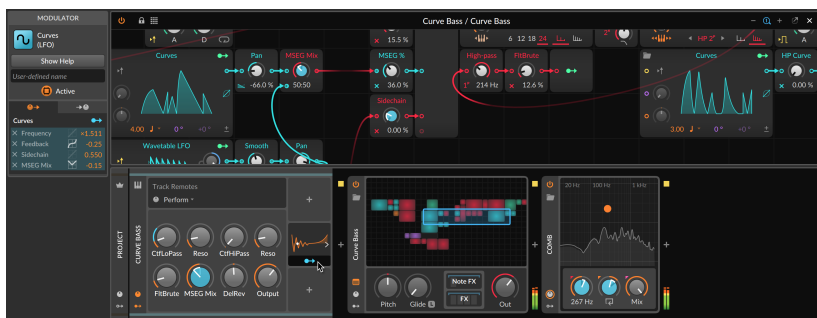 MODULATOR
Curves
(LFO)
Show Help
User-defined name
Active
Curves
Frequency ×1.511
Feedback -0.25
Sidechain 0.550
MSEG Mix -0.15
Curve Bass / Curve Bass
A D
× 15.5 %
6 12 18 24
HP 2°
A
Curves
4.00 0° +0°
Pan
-66.0 %
MSEG Mix
50:50
MSEG %
× 36.0 %
Sidechain
× 0.00 %
High-pass
1° 214 Hz
FltBrute
× 12.6 %
Curves
3.00 0° +0°
HP Curve
× 0.00 %
Wavetable LFO
Smooth
Pan
PROJECT
CURVE BASS
Track Remotes
Perform
CtfLoPass Reso CtfHiPass Reso
FltBrute MSEG Mix DelRev Output
Curve Bass
Pitch Glide L
Note FX
FX
Out
COMB
20 Hz 100 Hz 1 kHz
267 Hz Mix